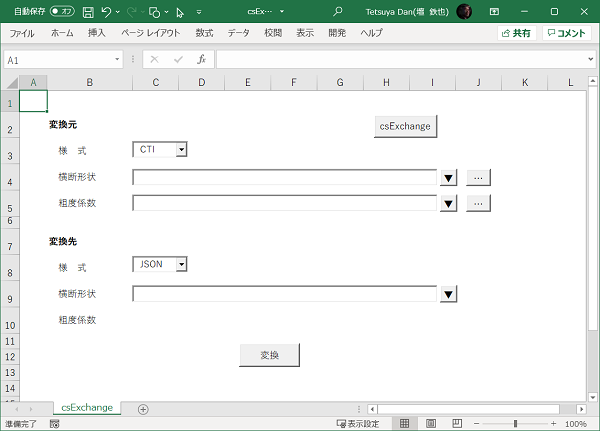 自動保存 オフ csEx… Tetsuya Dan(壇 鉄也)
ファイル ホーム 挿入 ページ レイアウト 数式 データ 校閲 表示 開発 ヘルプ 共有 コメント
A1 fx
A B C D E F G H I J K L
1
2 変換元 csExchange
3 様 式 CTI
4 横断形状 ...
5 粗度係数 ...
6
7 変換先
8 様 式 JSON
9 横断形状
10 粗度係数
11
12 変換
13
14
15
csExchange
準備完了 表示設定 100%